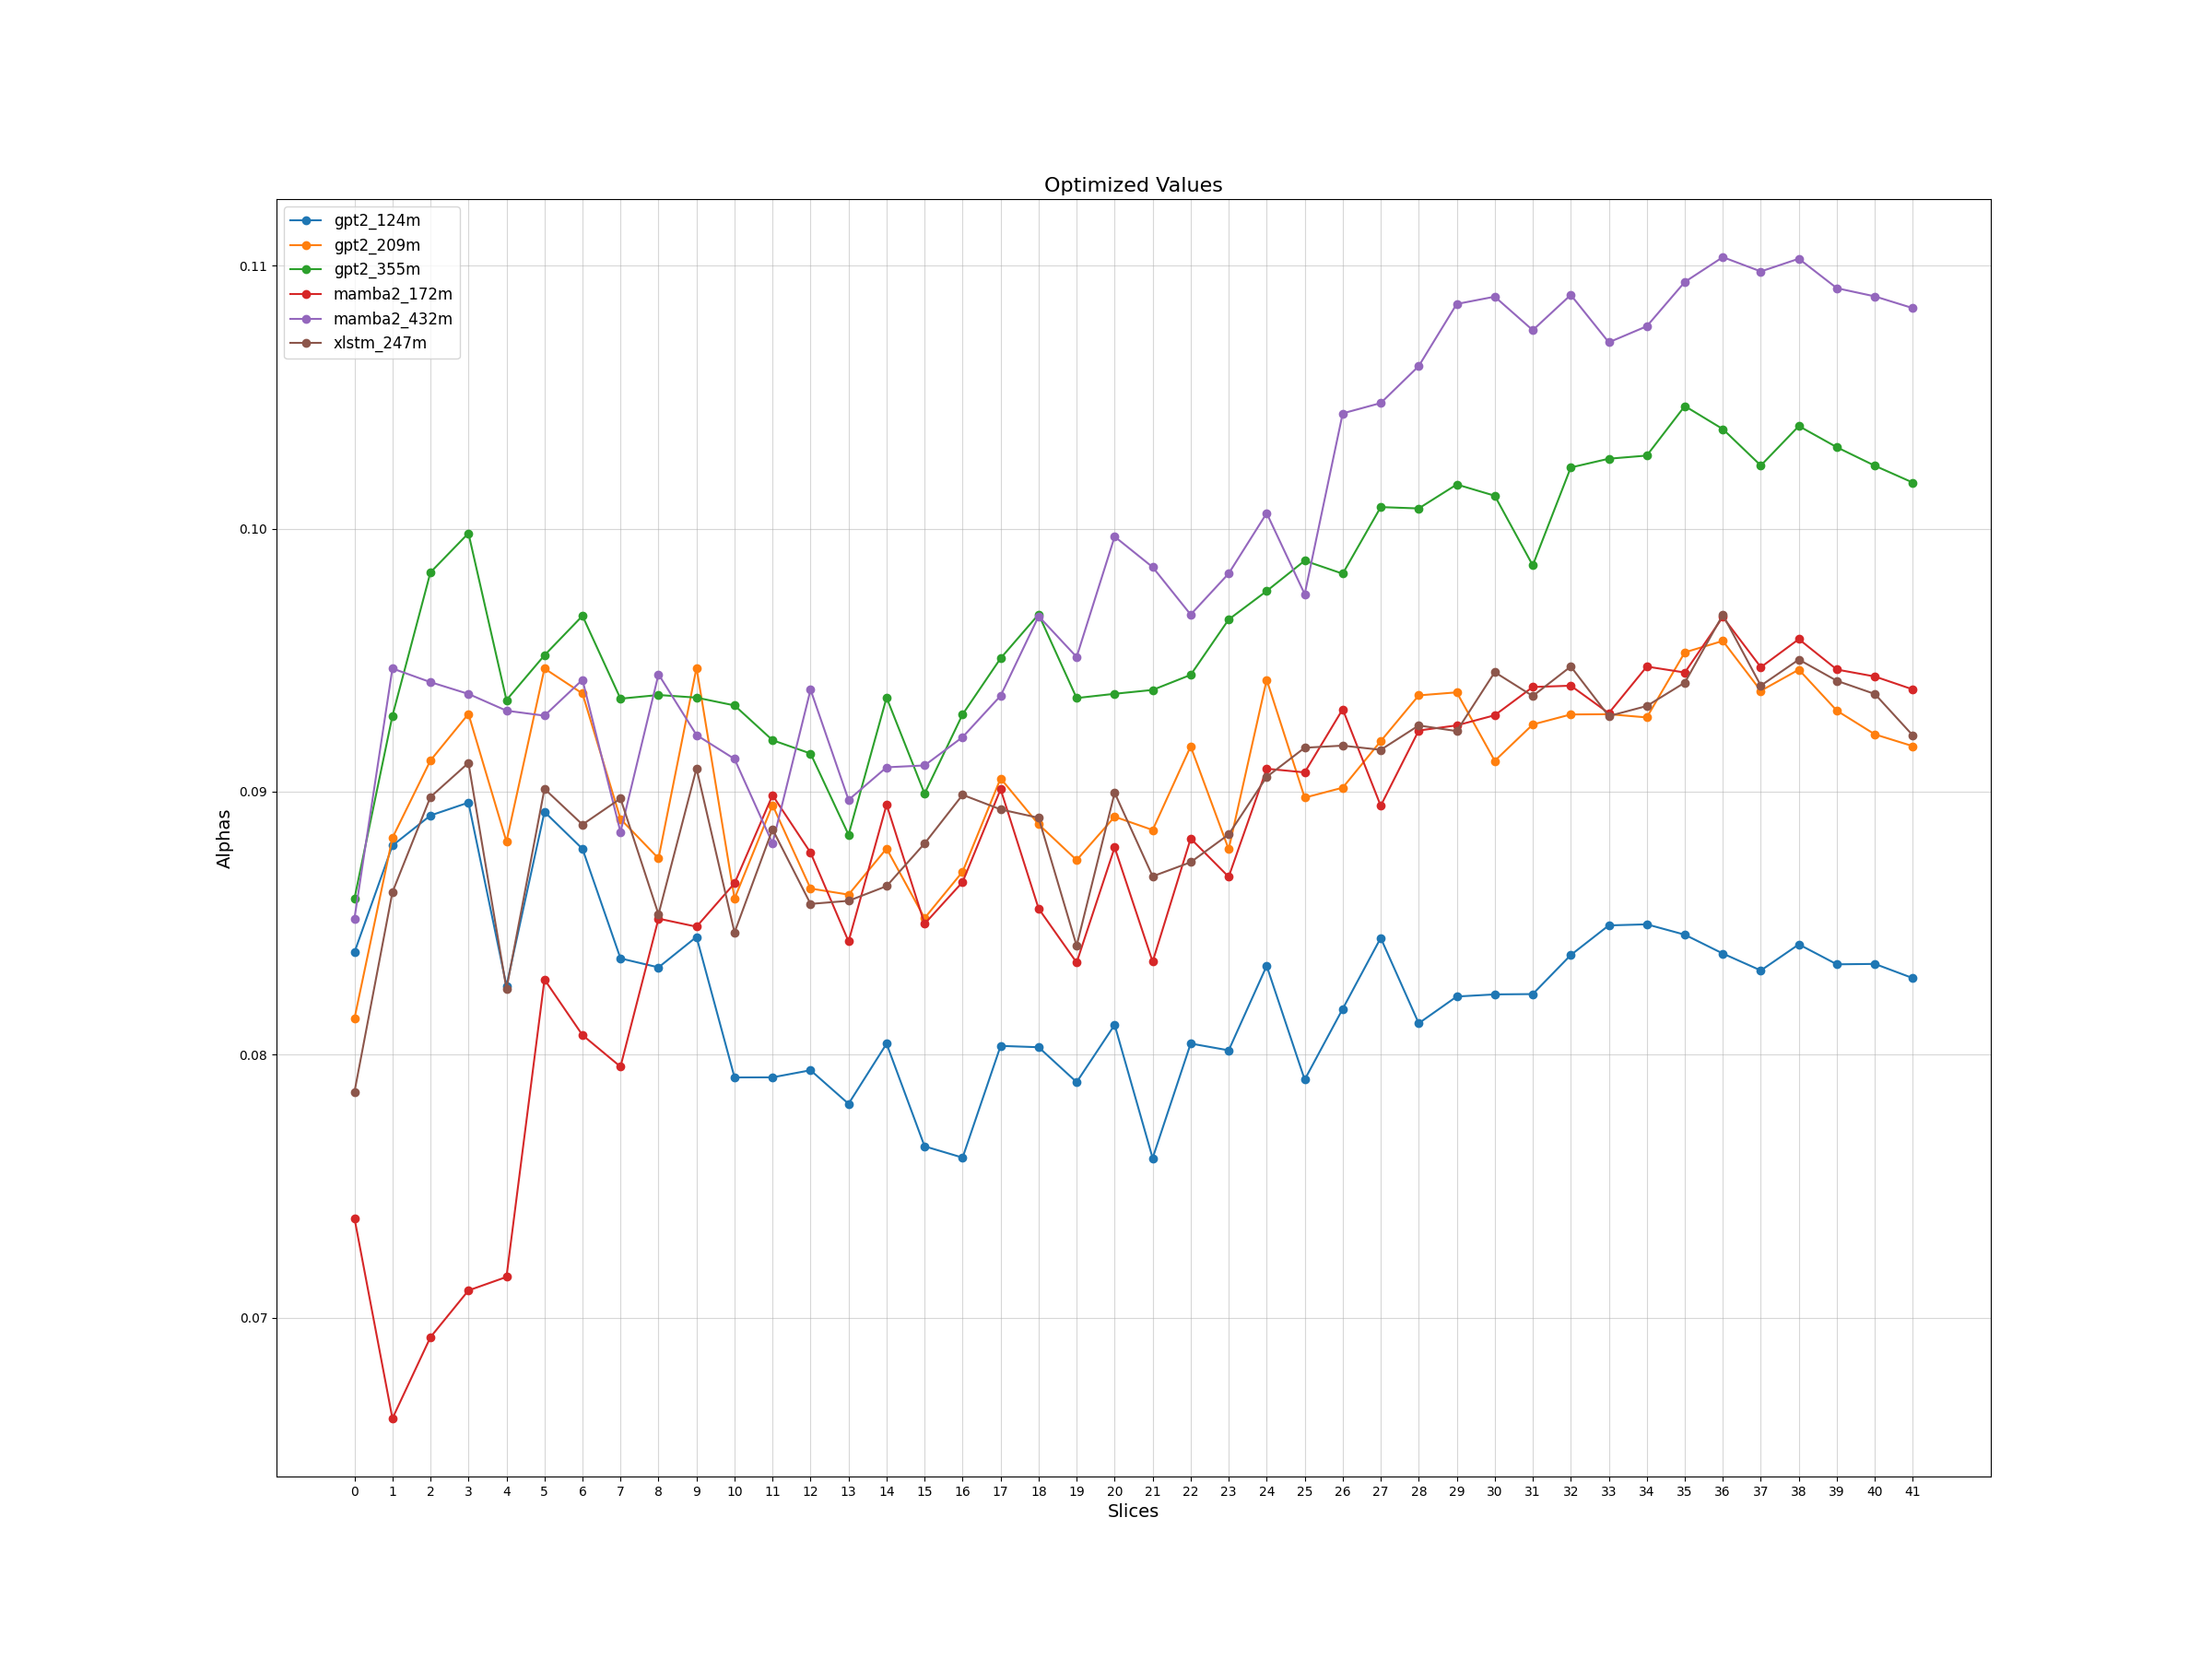 Optimized Values
gpt2_124m
gpt2_209m
gpt2_355m
mamba2_172m
mamba2_432m
xlstm_247m
0.11
0.10
0.09
0.08
0.07
Alphas
0 1 2 3 4 5 6 7 8 9 10 11 12 13 14 15 16 17 18 19 20 21 22 23 24 25 26 27 28 29 30 31 32 33 34 35 36 37 38 39 40 41
Slices